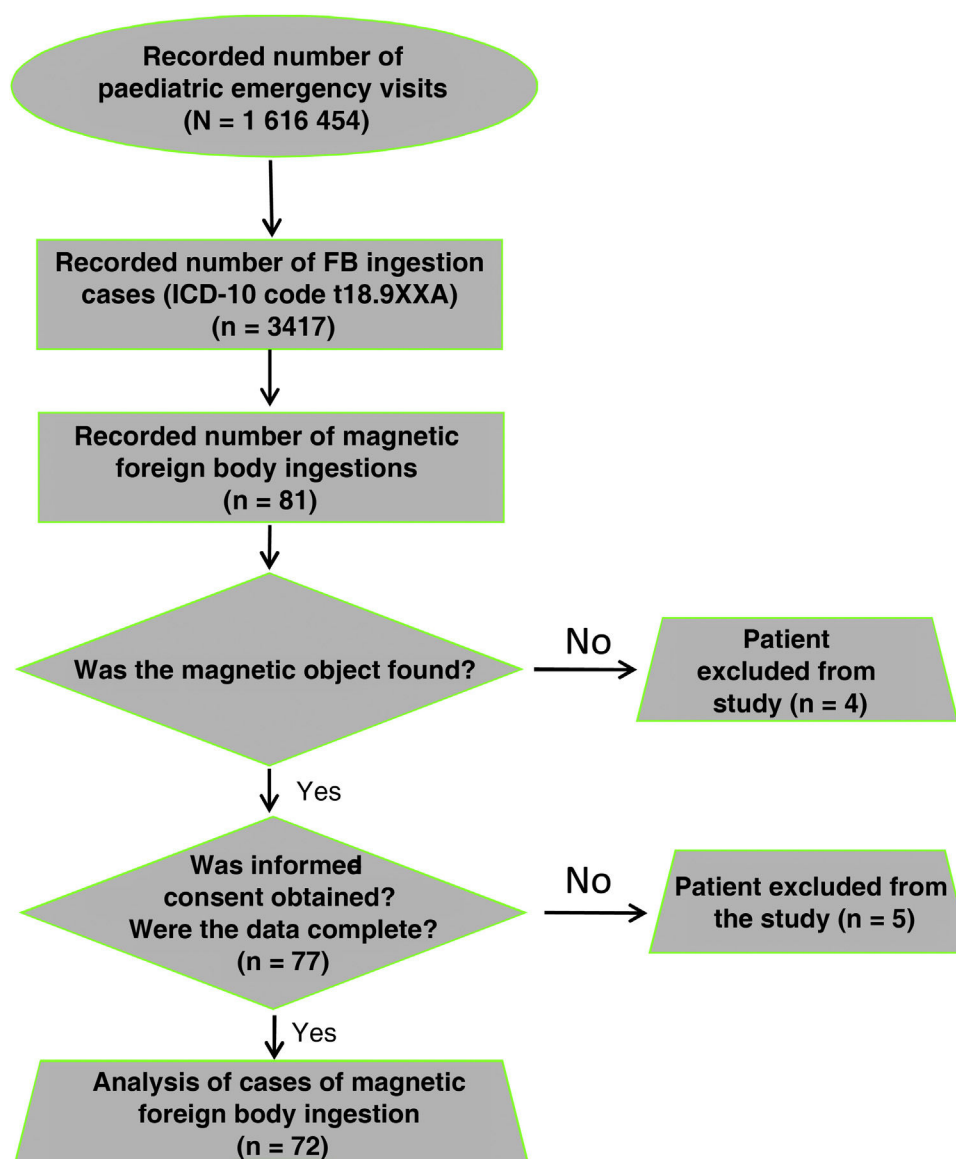 Recorded number of
paediatric emergency visits
(N = 1 616 454)
Recorded number of FB ingestion
cases (ICD-10 code t18.9XXA)
(n = 3417)
Recorded number of magnetic
foreign body ingestions
(n = 81)
Was the magnetic object found?
No
Patient
excluded from
study (n = 4)
Yes
Was informed
consent obtained?
Were the data complete?
(n = 77)
No
Patient excluded from
the study (n = 5)
Yes
Analysis of cases of magnetic
foreign body ingestion
(n = 72)